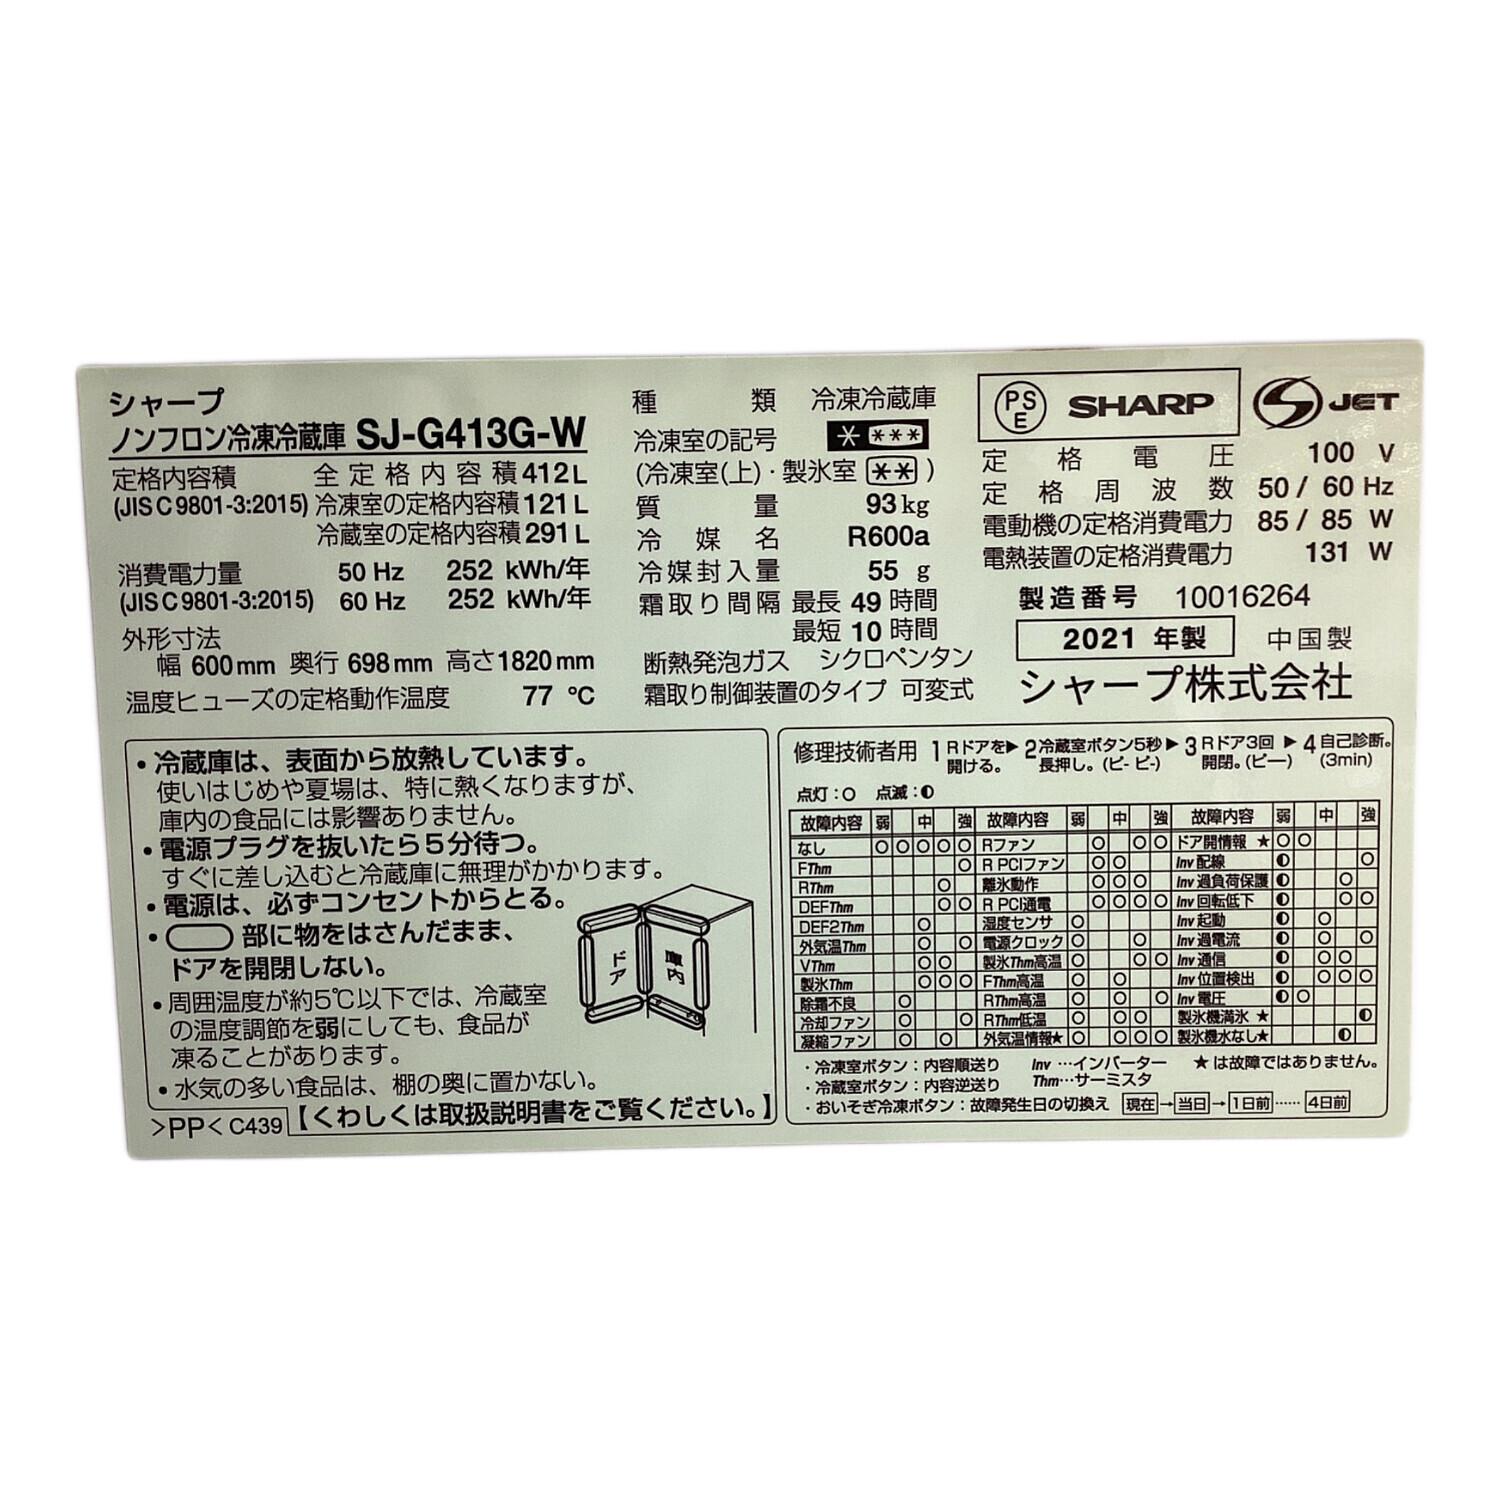 シャープ
ノンフロン冷凍冷蔵庫 SJ-G413G-W
定格内容積 全定格内容積 412L
(JIS C 9801-3:2015) 冷凍室の定格内容積 121L
冷蔵室の定格内容積 291L
消費電力量 50 Hz 252 kWh/年
(JIS C 9801-3:2015) 60 Hz 252 kWh/年
外形寸法
幅 600mm 奥行 698mm 高さ1820mm
温度ヒューズの定格動作温度 77 ℃
種類 冷凍冷蔵庫
冷凍室の記号 * ***
(冷凍室(上)・製氷室 ** )
質量 93kg
冷媒名 R600a
冷媒封入量 55 g
霜取り間隔 最長 49 時間
最短 10 時間
断熱発泡ガス シクロペンタン
霜取り制御装置のタイプ 可変式
PSE SHARP S-JET
定格電圧 100 V
定格周波数 50 / 60 Hz
電動機の定格消費電力 85 / 85 W
電熱装置の定格消費電力 131 W
製造番号 10016264
2021 年製 中国製
シャープ株式会社
・冷蔵庫は、表面から放熱しています。
使いはじめや夏場は、特に熱くなりますが、
庫内の食品には影響ありません。
・電源プラグを抜いたら5分待つ。
すぐに差し込むと冷蔵庫に無理がかかります。
・電源は、必ずコンセントからとる。
・ 部に物をはさんだまま、
ドアを開閉しない。
・周囲温度が約5℃以下では、冷蔵室
の温度調節を弱にしても、食品が
凍ることがあります。
・水気の多い食品は、棚の奥に置かない。
ドア 庫内
>PP< C439 【くわしくは取扱説明書をご覧ください。】
修理技術者用 1 Rドアを開ける。▶ 2 冷蔵室ボタン5秒長押し。(ピ- ピ-) ▶ 3 Rドア3回開閉。(ピー) ▶ 4 自己診断。(3min)
点灯:○ 点滅:◐
故障内容 弱 中 強 故障内容 弱 中 強 故障内容 弱 中 強
なし ○ ○ ○ ○ ○ Rファン ○ ○ ○ ドア開情報 ★ ○ ○
FThm ○ R PCIファン ○ ○ Inv 配線 ◐ ○
RThm ○ 離氷動作 ○ ○ ○ Inv 過負荷保護 ◐ ○
DEFThm ○ ○ R PCI通電 ○ ○ ○ ○ Inv 回転低下 ◐ ○ ○
DEF2Thm ○ 湿度センサ ○ Inv 起動 ◐ ○
外気温Thm ○ ○ 電源クロック ○ ○ Inv 過電流 ◐ ○ ○
VThm ○ ○ 製氷Thm高温 ○ ○ ○ Inv 通信 ◐ ○ ○
製氷Thm ○ ○ ○ FThm高温 ○ ○ Inv 位置検出 ◐ ○ ○ ○
除霜不良 ○ RThm高温 ○ ○ ○ Inv 電圧 ◐ ○
冷却ファン ○ ○ RThm低温 ○ ○ ○ 製氷機満氷 ★ ◐
凝縮ファン ○ ○ 外気温情報★ ○ ○ ○ ○ 製氷機水なし★ ◐
・冷凍室ボタン:内容順送り Inv …インバーター ★は故障ではありません。
・冷蔵室ボタン:内容逆送り Thm…サーミスタ
・おいそぎ冷凍ボタン:故障発生日の切換え 現在→当日→1日前……4日前